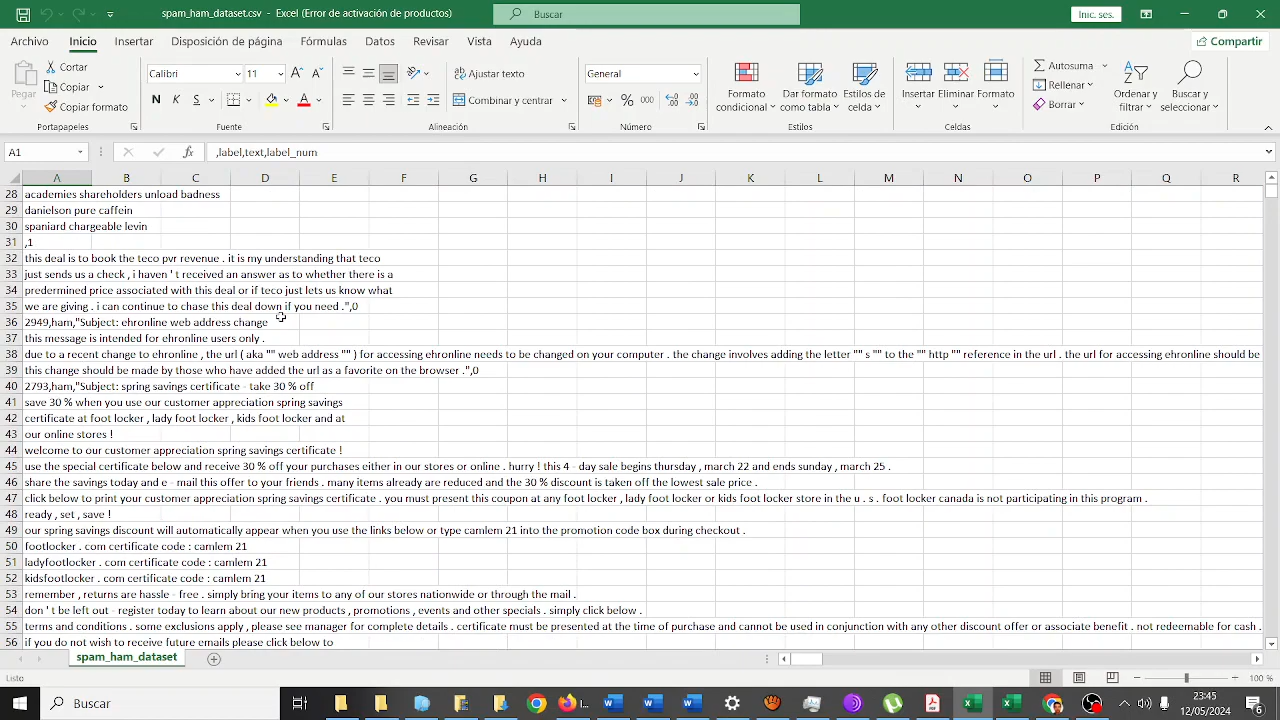 spam_ham_dataset.csv - Excel (Error de activación de productos)
Buscar
Inic. ses.
Archivo Inicio Insertar Disposición de página Fórmulas Datos Revisar Vista Ayuda Compartir
Pegar
Cortar
Copiar
Copiar formato
Portapapeles
Calibri 11
N K S
Fuente
Ajustar texto
Combinar y centrar
Alineación
General
% 000
Número
Formato condicional
Dar formato como tabla
Estilos de celda
Estilos
Insertar Eliminar Formato
Celdas
Autosuma
Rellenar
Borrar
Ordenar y filtrar
Buscar y seleccionar
Edición
A1 fx ,label,text,label_num
A B C D E F G H I J K L M N O P Q R
28 academies shareholders unload badness
29 danielson pure caffein
30 spaniard chargeable levin
31 ,1
32 this deal is to book the teco pvr revenue . it is my understanding that teco
33 just sends us a check , i haven ' t received an answer as to whether there is a
34 predermined price associated with this deal or if teco just lets us know what
35 we are giving . i can continue to chase this deal down if you need .",0
36 2949,ham,"Subject: ehronline web address change
37 this message is intended for ehronline users only .
38 due to a recent change to ehronline , the url ( aka "" web address "" ) for accessing ehronline needs to be changed on your computer . the change involves adding the letter "" s "" to the "" http "" reference in the url . the url for accessing ehronline should be
39 this change should be made by those who have added the url as a favorite on the browser .",0
40 2793,ham,"Subject: spring savings certificate - take 30 % off
41 save 30 % when you use our customer appreciation spring savings
42 certificate at foot locker , lady foot locker , kids foot locker and at
43 our online stores !
44 welcome to our customer appreciation spring savings certificate !
45 use the special certificate below and receive 30 % off your purchases either in our stores or online . hurry ! this 4 - day sale begins thursday , march 22 and ends sunday , march 25 .
46 share the savings today and e - mail this offer to your friends . many items already are reduced and the 30 % discount is taken off the lowest sale price .
47 click below to print your customer appreciation spring savings certificate . you must present this coupon at any foot locker , lady foot locker or kids foot locker store in the u . s . foot locker canada is not participating in this program .
48 ready , set , save !
49 our spring savings discount will automatically appear when you use the links below or type camlem 21 into the promotion code box during checkout .
50 footlocker . com certificate code : camlem 21
51 ladyfootlocker . com certificate code : camlem 21
52 kidsfootlocker . com certificate code : camlem 21
53 remember , returns are hassle - free . simply bring your items to any of our stores nationwide or through the mail .
54 don ' t be left out - register today to learn about our new products , promotions , events and other specials . simply click below .
55 terms and conditions . some exclusions apply , please see manager for complete details . certificate must be presented at the time of purchase and cannot be used in conjunction with any other discount offer or associate benefit . not redeemable for cash .
56 if you do not wish to receive future emails please click below to
spam_ham_dataset
Listo
100 %
Buscar
23:45
12/05/2024
6